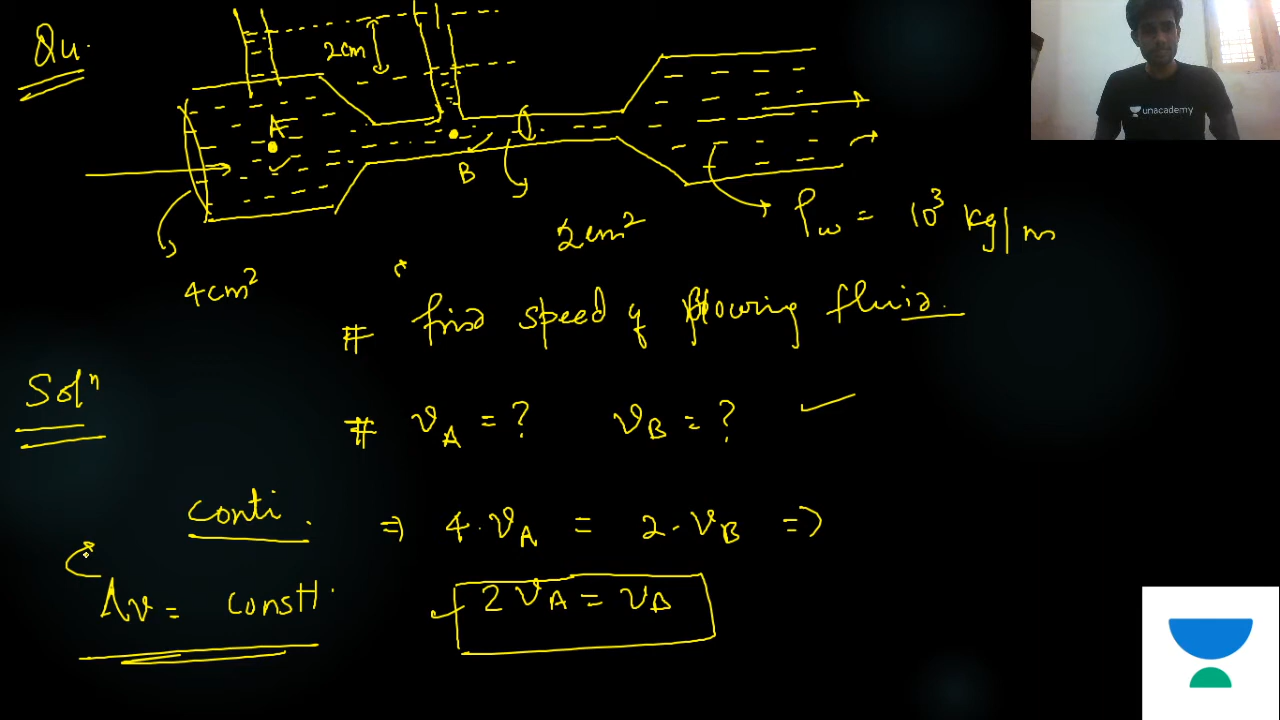 Qu.
2cm
A
B
unacademy
4cm²
2cm²
ρw = 10³ kg/m
# find speed of flowing fluid.
Solⁿ
# vA = ? vB = ?
conti. ⇒ 4·vA = 2·vB ⇒
Av = constt.
2vA = vB